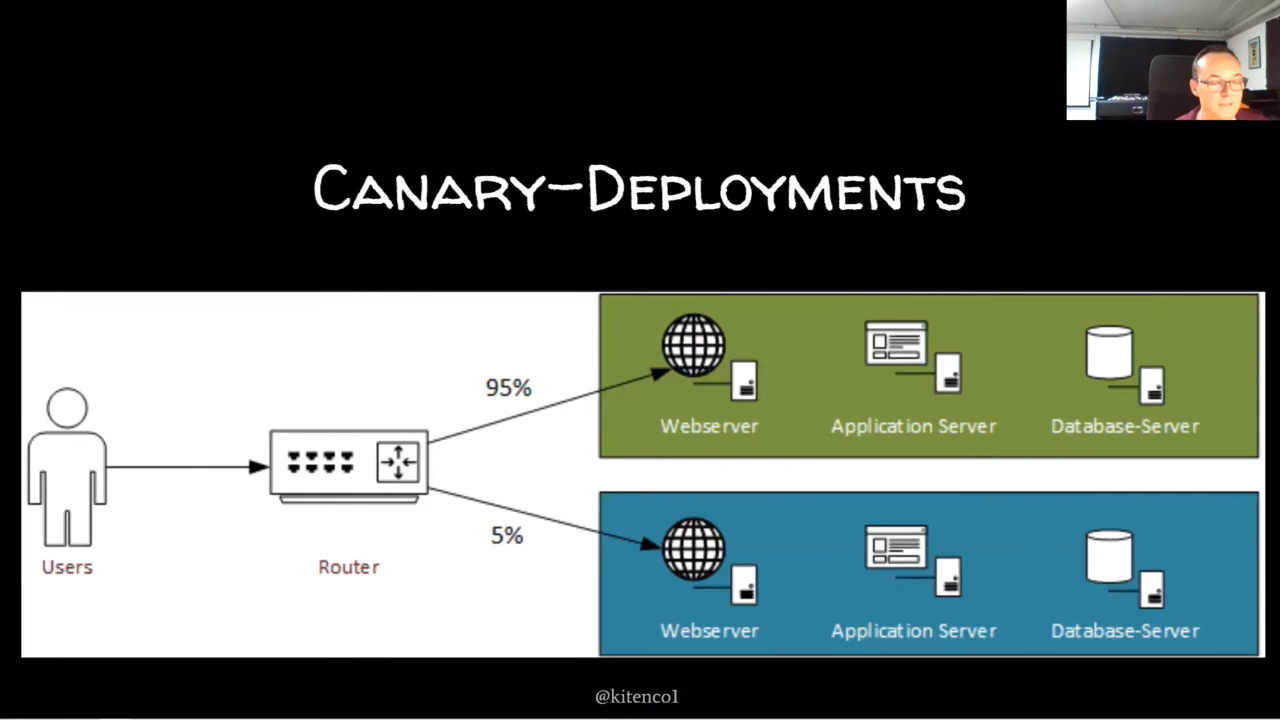 CANARY-DEPLOYMENTS
95%
Webserver
Application Server
Database-Server
5%
Users
Router
Webserver
Application Server
Database-Server
@kitenco1